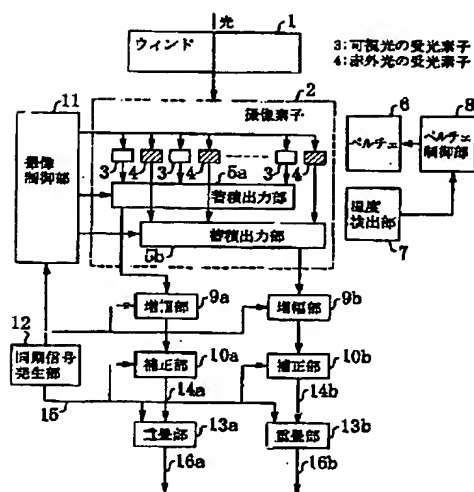 光
1
ウィンド
3:可視光の受光素子
4:赤外光の受光素子
2
撮像素子
11
撮像制御部
3 4 3 4 3 4
5a
蓄積出力部
5b
蓄積出力部
6
ペルチェ
8
ペルチェ制御部
温度検出部
7
増幅部
9a
増幅部
9b
12
同期信号発生部
補正部
10a
補正部
10b
14a
14b
15
重畳部
13a
重畳部
13b
16a
16b